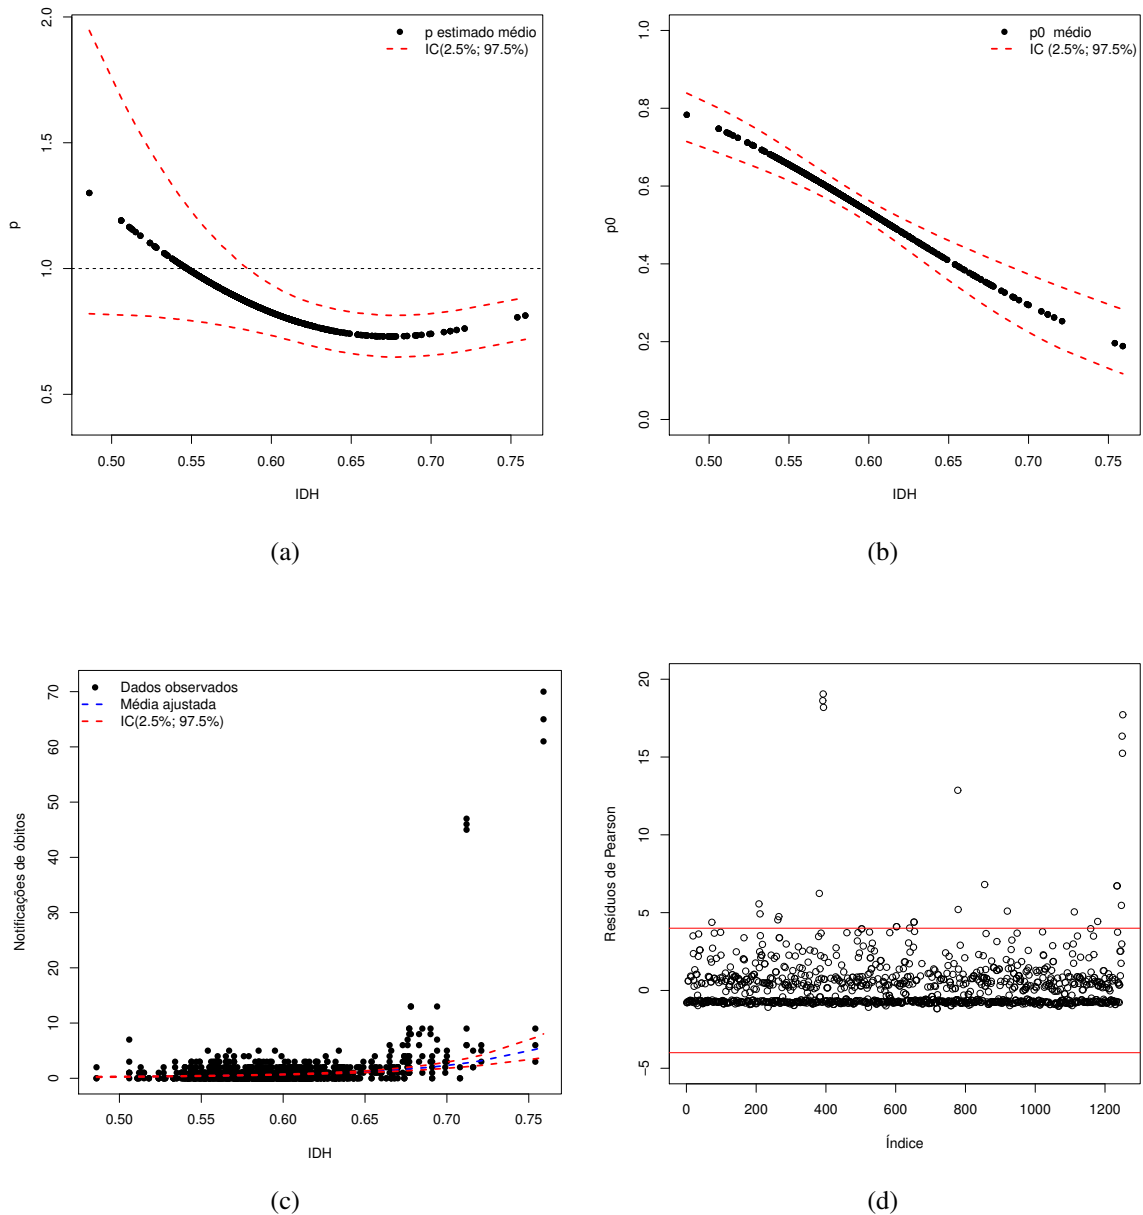 p estimado médio
IC(2.5%; 97.5%)
2.0
1.5
1.0
0.5
p
0.50 0.55 0.60 0.65 0.70 0.75
IDH
(a)
p0 médio
IC (2.5%; 97.5%)
1.0
0.8
0.6
0.4
0.2
0.0
p0
0.50 0.55 0.60 0.65 0.70 0.75
IDH
(b)
Dados observados
Média ajustada
IC(2.5%; 97.5%)
70
60
50
40
30
20
10
0
Notificações de óbitos
0.50 0.55 0.60 0.65 0.70 0.75
IDH
(c)
20
15
10
5
0
−5
Resíduos de Pearson
0 200 400 600 800 1000 1200
Índice
(d)